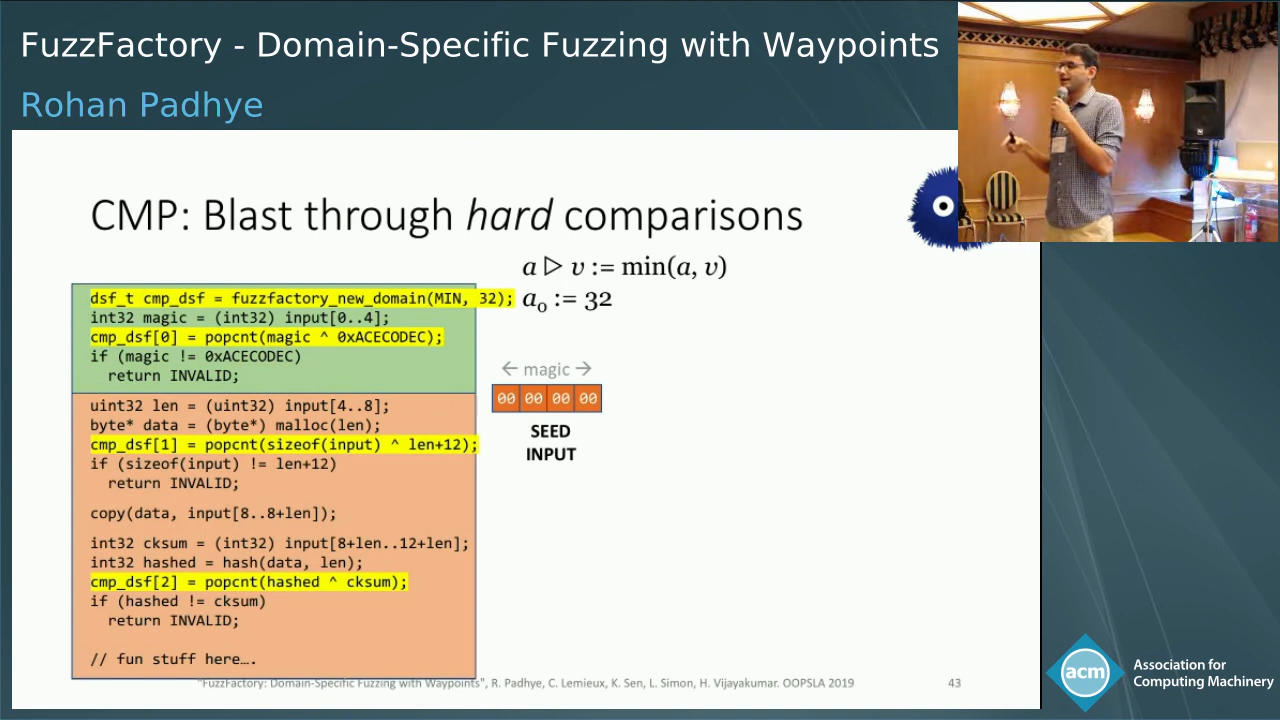 FuzzFactory - Domain-Specific Fuzzing with Waypoints
Rohan Padhye
CMP: Blast through hard comparisons
a ▷ v := min(a, v)
a₀ := 32
dsf_t cmp_dsf = fuzzfactory_new_domain(MIN, 32);
int32 magic = (int32) input[0..4];
cmp_dsf[0] = popcnt(magic ^ 0xACECODEC);
if (magic != 0xACECODEC)
return INVALID;
uint32 len = (uint32) input[4..8];
byte* data = (byte*) malloc(len);
cmp_dsf[1] = popcnt(sizeof(input) ^ len+12);
if (sizeof(input) != len+12)
return INVALID;
copy(data, input[8..8+len]);
int32 cksum = (int32) input[8+len..12+len];
int32 hashed = hash(data, len);
cmp_dsf[2] = popcnt(hashed ^ cksum);
if (hashed != cksum)
return INVALID;
// fun stuff here….
← magic →
00 00 00 00
SEED
INPUT
"FuzzFactory: Domain-Specific Fuzzing with Waypoints", R. Padhye, C. Lemieux, K. Sen, L. Simon, H. Vijayakumar. OOPSLA 2019
43
acm
Association for
Computing Machinery